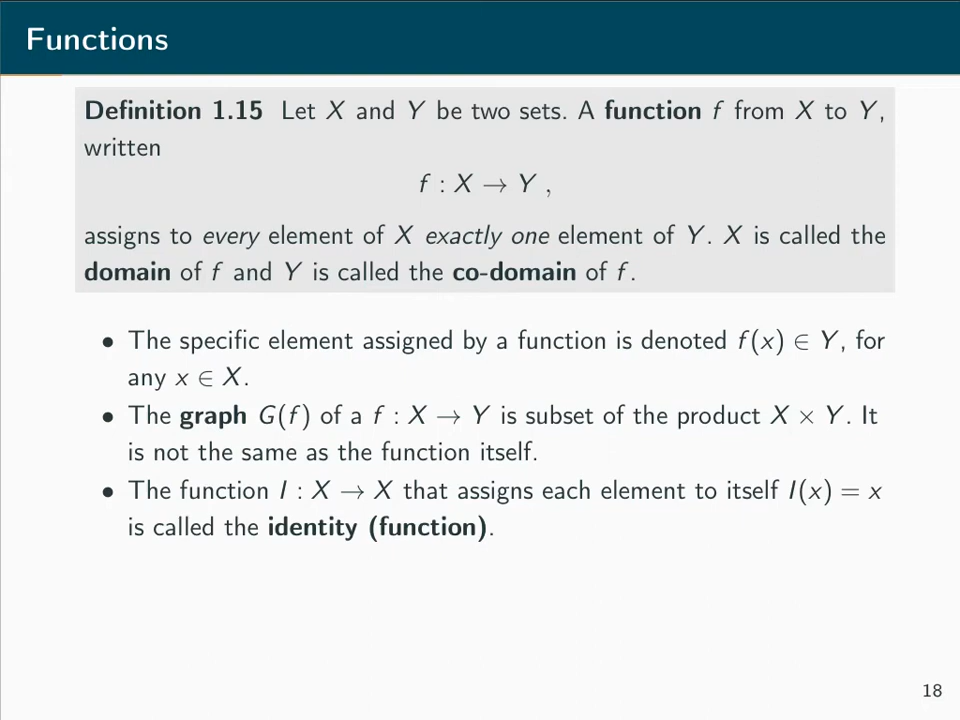 Functions
Definition 1.15 Let X and Y be two sets. A function f from X to Y,
written
f : X → Y ,
assigns to every element of X exactly one element of Y. X is called the
domain of f and Y is called the co-domain of f.
• The specific element assigned by a function is denoted f(x) ∈ Y, for
any x ∈ X.
• The graph G(f) of a f : X → Y is subset of the product X × Y. It
is not the same as the function itself.
• The function I : X → X that assigns each element to itself I(x) = x
is called the identity (function).
18